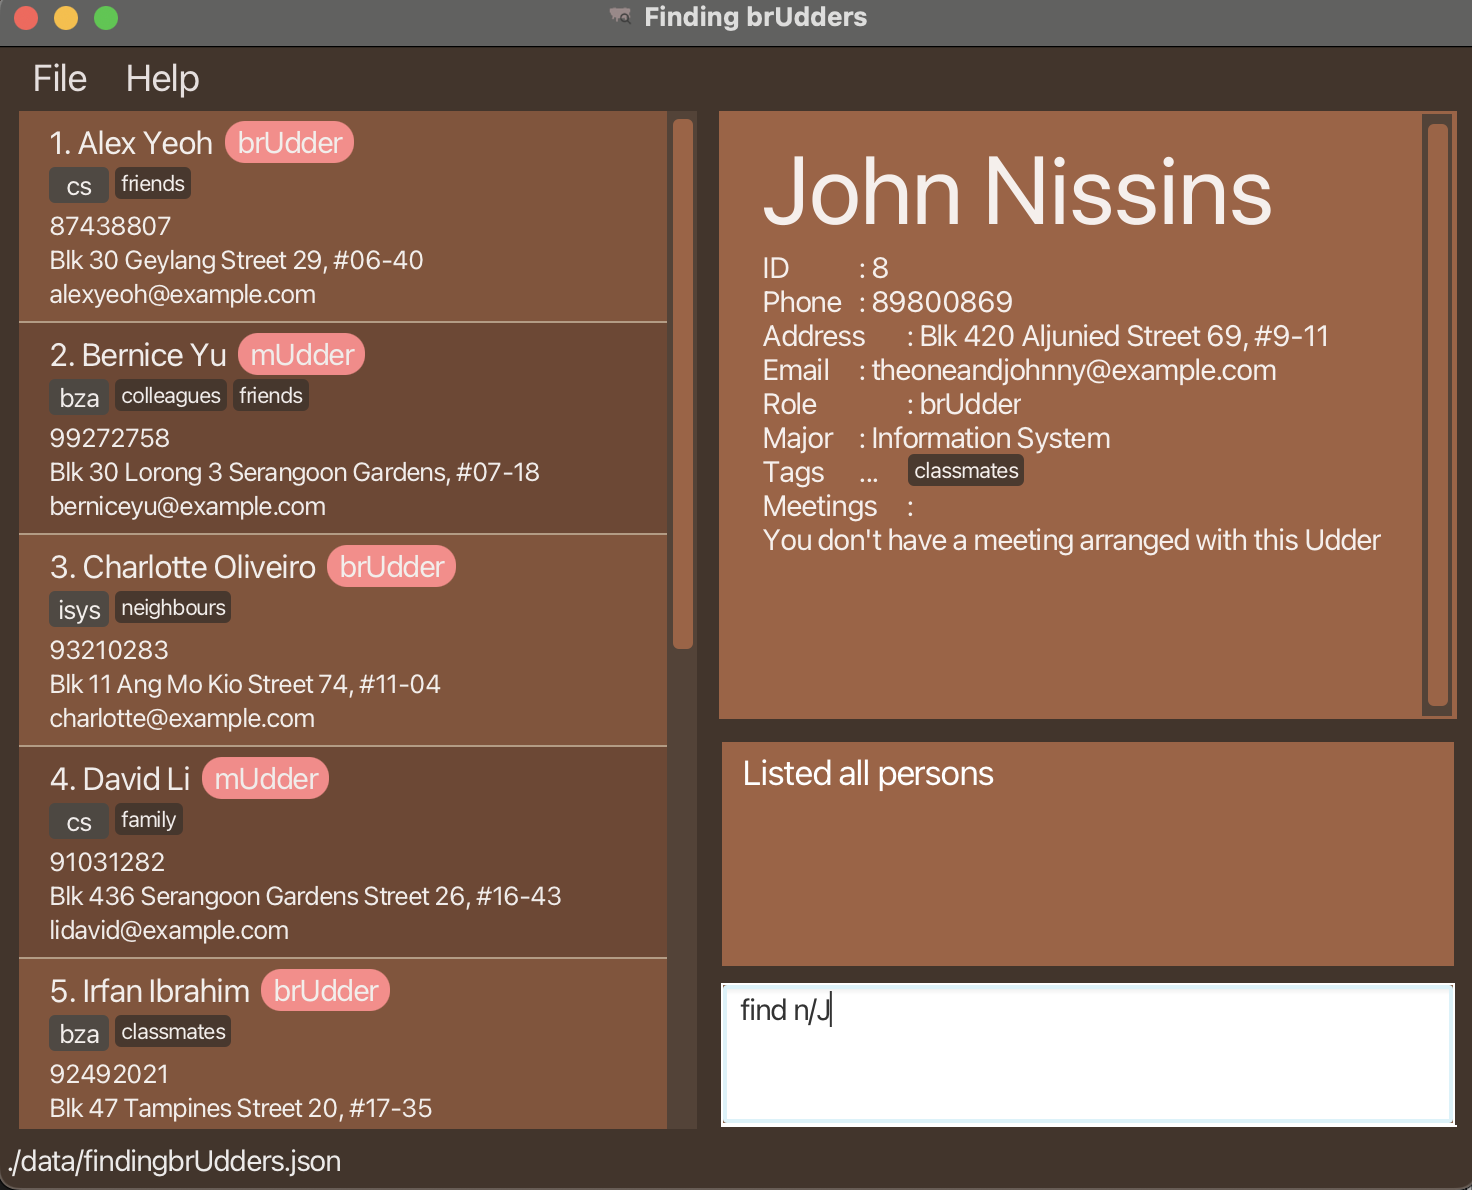 Finding brUdders
File Help
1. Alex Yeoh brUdder
cs friends
87438807
Blk 30 Geylang Street 29, #06-40
alexyeoh@example.com
2. Bernice Yu mUdder
bza colleagues friends
99272758
Blk 30 Lorong 3 Serangoon Gardens, #07-18
berniceyu@example.com
3. Charlotte Oliveiro brUdder
isys neighbours
93210283
Blk 11 Ang Mo Kio Street 74, #11-04
charlotte@example.com
4. David Li mUdder
cs family
91031282
Blk 436 Serangoon Gardens Street 26, #16-43
lidavid@example.com
5. Irfan Ibrahim brUdder
bza classmates
92492021
Blk 47 Tampines Street 20, #17-35
John Nissins
ID : 8
Phone : 89800869
Address : Blk 420 Aljunied Street 69, #9-11
Email : theoneandjohnny@example.com
Role : brUdder
Major : Information System
Tags ... classmates
Meetings :
You don't have a meeting arranged with this Udder
Listed all persons
find n/J
./data/findingbrUdders.json